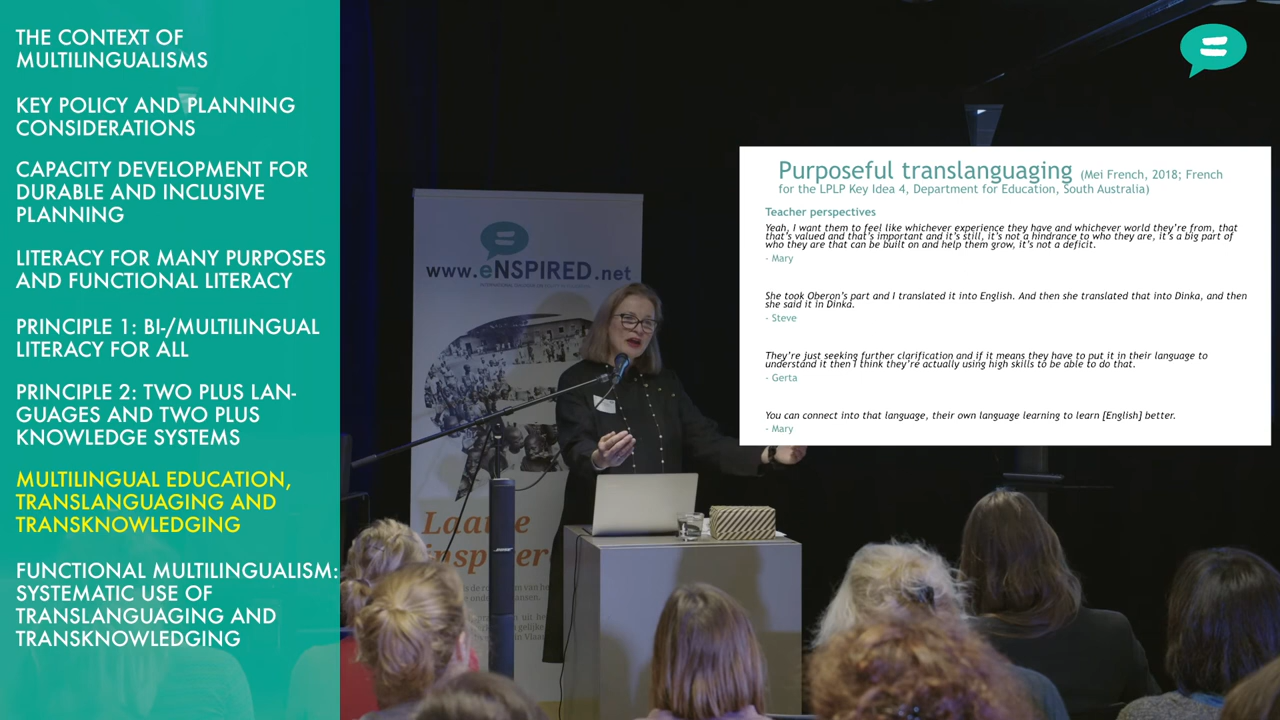 THE CONTEXT OF
MULTILINGUALISMS
KEY POLICY AND PLANNING
CONSIDERATIONS
CAPACITY DEVELOPMENT FOR
DURABLE AND INCLUSIVE
PLANNING
LITERACY FOR MANY PURPOSES
AND FUNCTIONAL LITERACY
PRINCIPLE 1: BI-/MULTILINGUAL
LITERACY FOR ALL
PRINCIPLE 2: TWO PLUS LAN-
GUAGES AND TWO PLUS
KNOWLEDGE SYSTEMS
MULTILINGUAL EDUCATION,
TRANSLANGUAGING AND
TRANSKNOWLEDGING
FUNCTIONAL MULTILINGUALISM:
SYSTEMATIC USE OF
TRANSLANGUAGING AND
TRANSKNOWLEDGING
www.eNSPIRED.net
Purposeful translanguaging (Mei French, 2018; French
for the LPLP Key Idea 4, Department for Education, South Australia)
Teacher perspectives
Yeah, I want them to feel like whichever experience they have and whichever world they're from, that
that's valued and that's important and it's still, it's not a hindrance to who they are, it's a big part of
who they are that can be built on and help them grow, it's not a deficit.
- Mary
She took Oberon's part and I translated it into English. And then she translated that into Dinka, and then
she said it in Dinka.
- Steve
They're just seeking further clarification and if it means they have to put it in their language to
understand it then I think they're actually using high skills to be able to do that.
- Gerta
You can connect into that language, their own language learning to learn [English] better.
- Mary